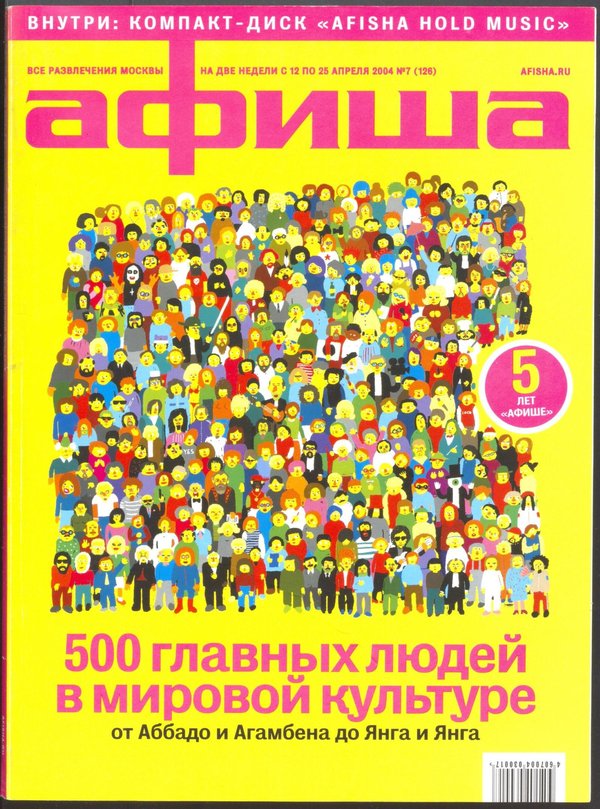 ВНУТРИ: КОМПАКТ-ДИСК «AFISHA HOLD MUSIC»
ВСЕ РАЗВЛЕЧЕНИЯ МОСКВЫ НА ДВЕ НЕДЕЛИ С 12 ПО 25 АПРЕЛЯ 2004 №7 (126) AFISHA.RU
афиша
5
ЛЕТ
«АФИШЕ»
YES
500 главных людей
в мировой культуре
от Аббадо и Агамбена до Янга и Янга